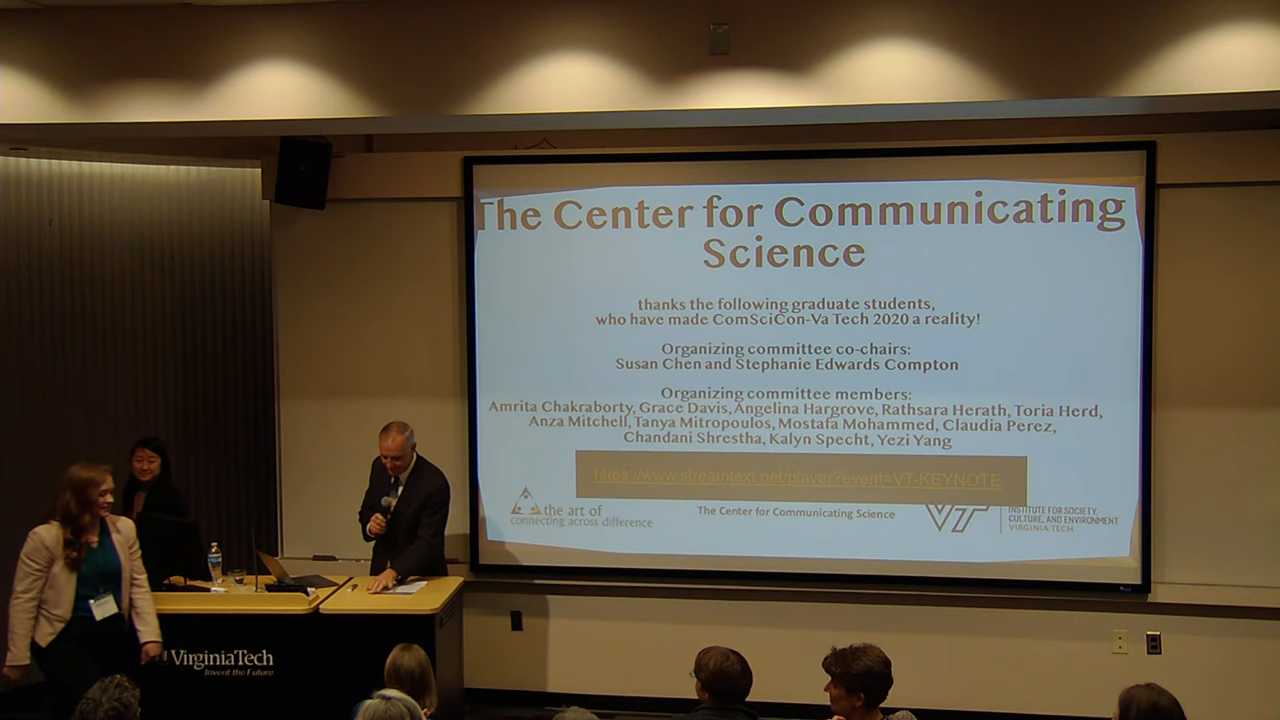 The Center for Communicating
Science
thanks the following graduate students,
who have made ComSciCon-Va Tech 2020 a reality!
Organizing committee co-chairs:
Susan Chen and Stephanie Edwards Compton
Organizing committee members:
Amrita Chakraborty, Grace Davis, Angelina Hargrove, Rathsara Herath, Toria Herd,
Anza Mitchell, Tanya Mitropoulos, Mostafa Mohammed, Claudia Perez,
Chandani Shrestha, Kalyn Specht, Yezi Yang
https://www.streamtext.net/player?event=VT-KEYNOTE
the art of
connecting across difference
The Center for Communicating Science
VT
INSTITUTE FOR SOCIETY,
CULTURE, AND ENVIRONMENT
VIRGINIA TECH.
VirginiaTech
Invent the Future